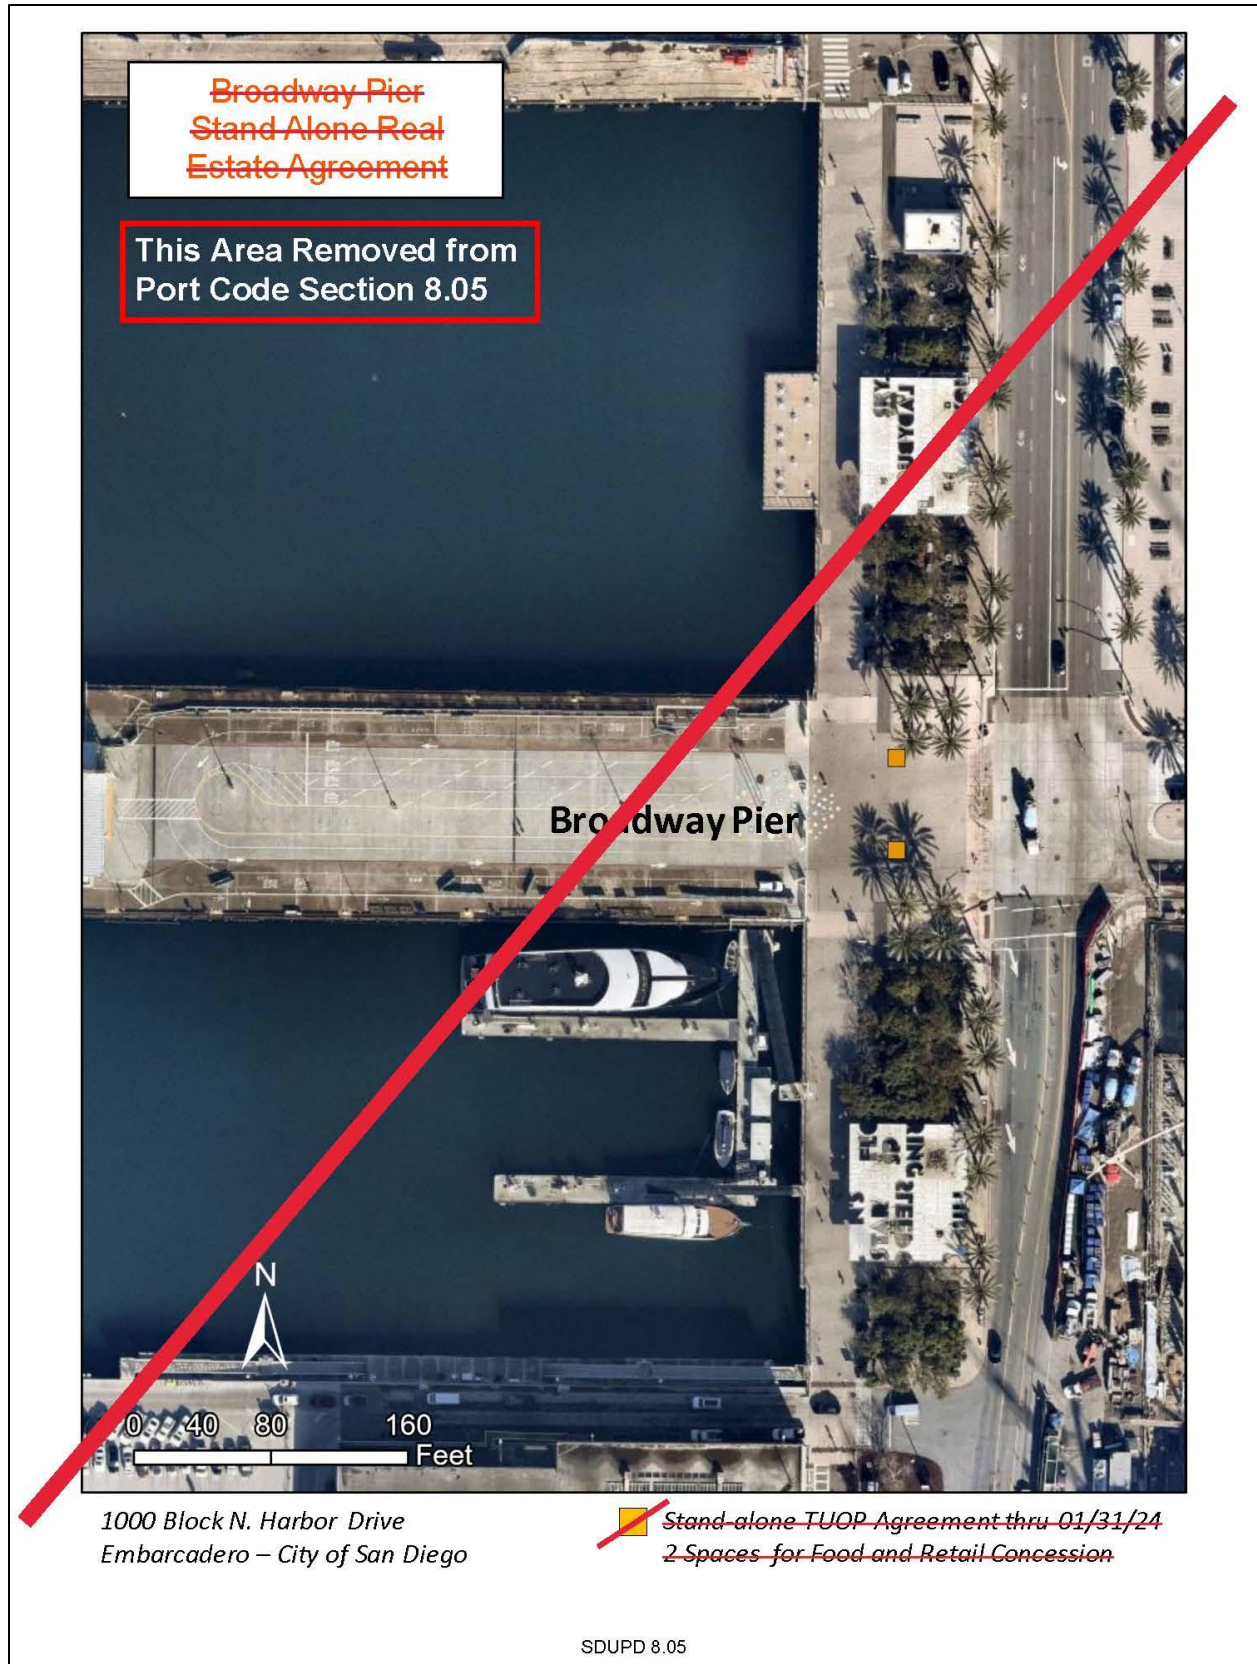 Broadway Pier
Stand Alone Real
Estate Agreement
This Area Removed from
Port Code Section 8.05
Broadway Pier
N
0 40 80 160
Feet
1000 Block N. Harbor Drive
Embarcadero – City of San Diego
Stand-alone TUOP Agreement thru 01/31/24
2 Spaces for Food and Retail Concession
SDUPD 8.05